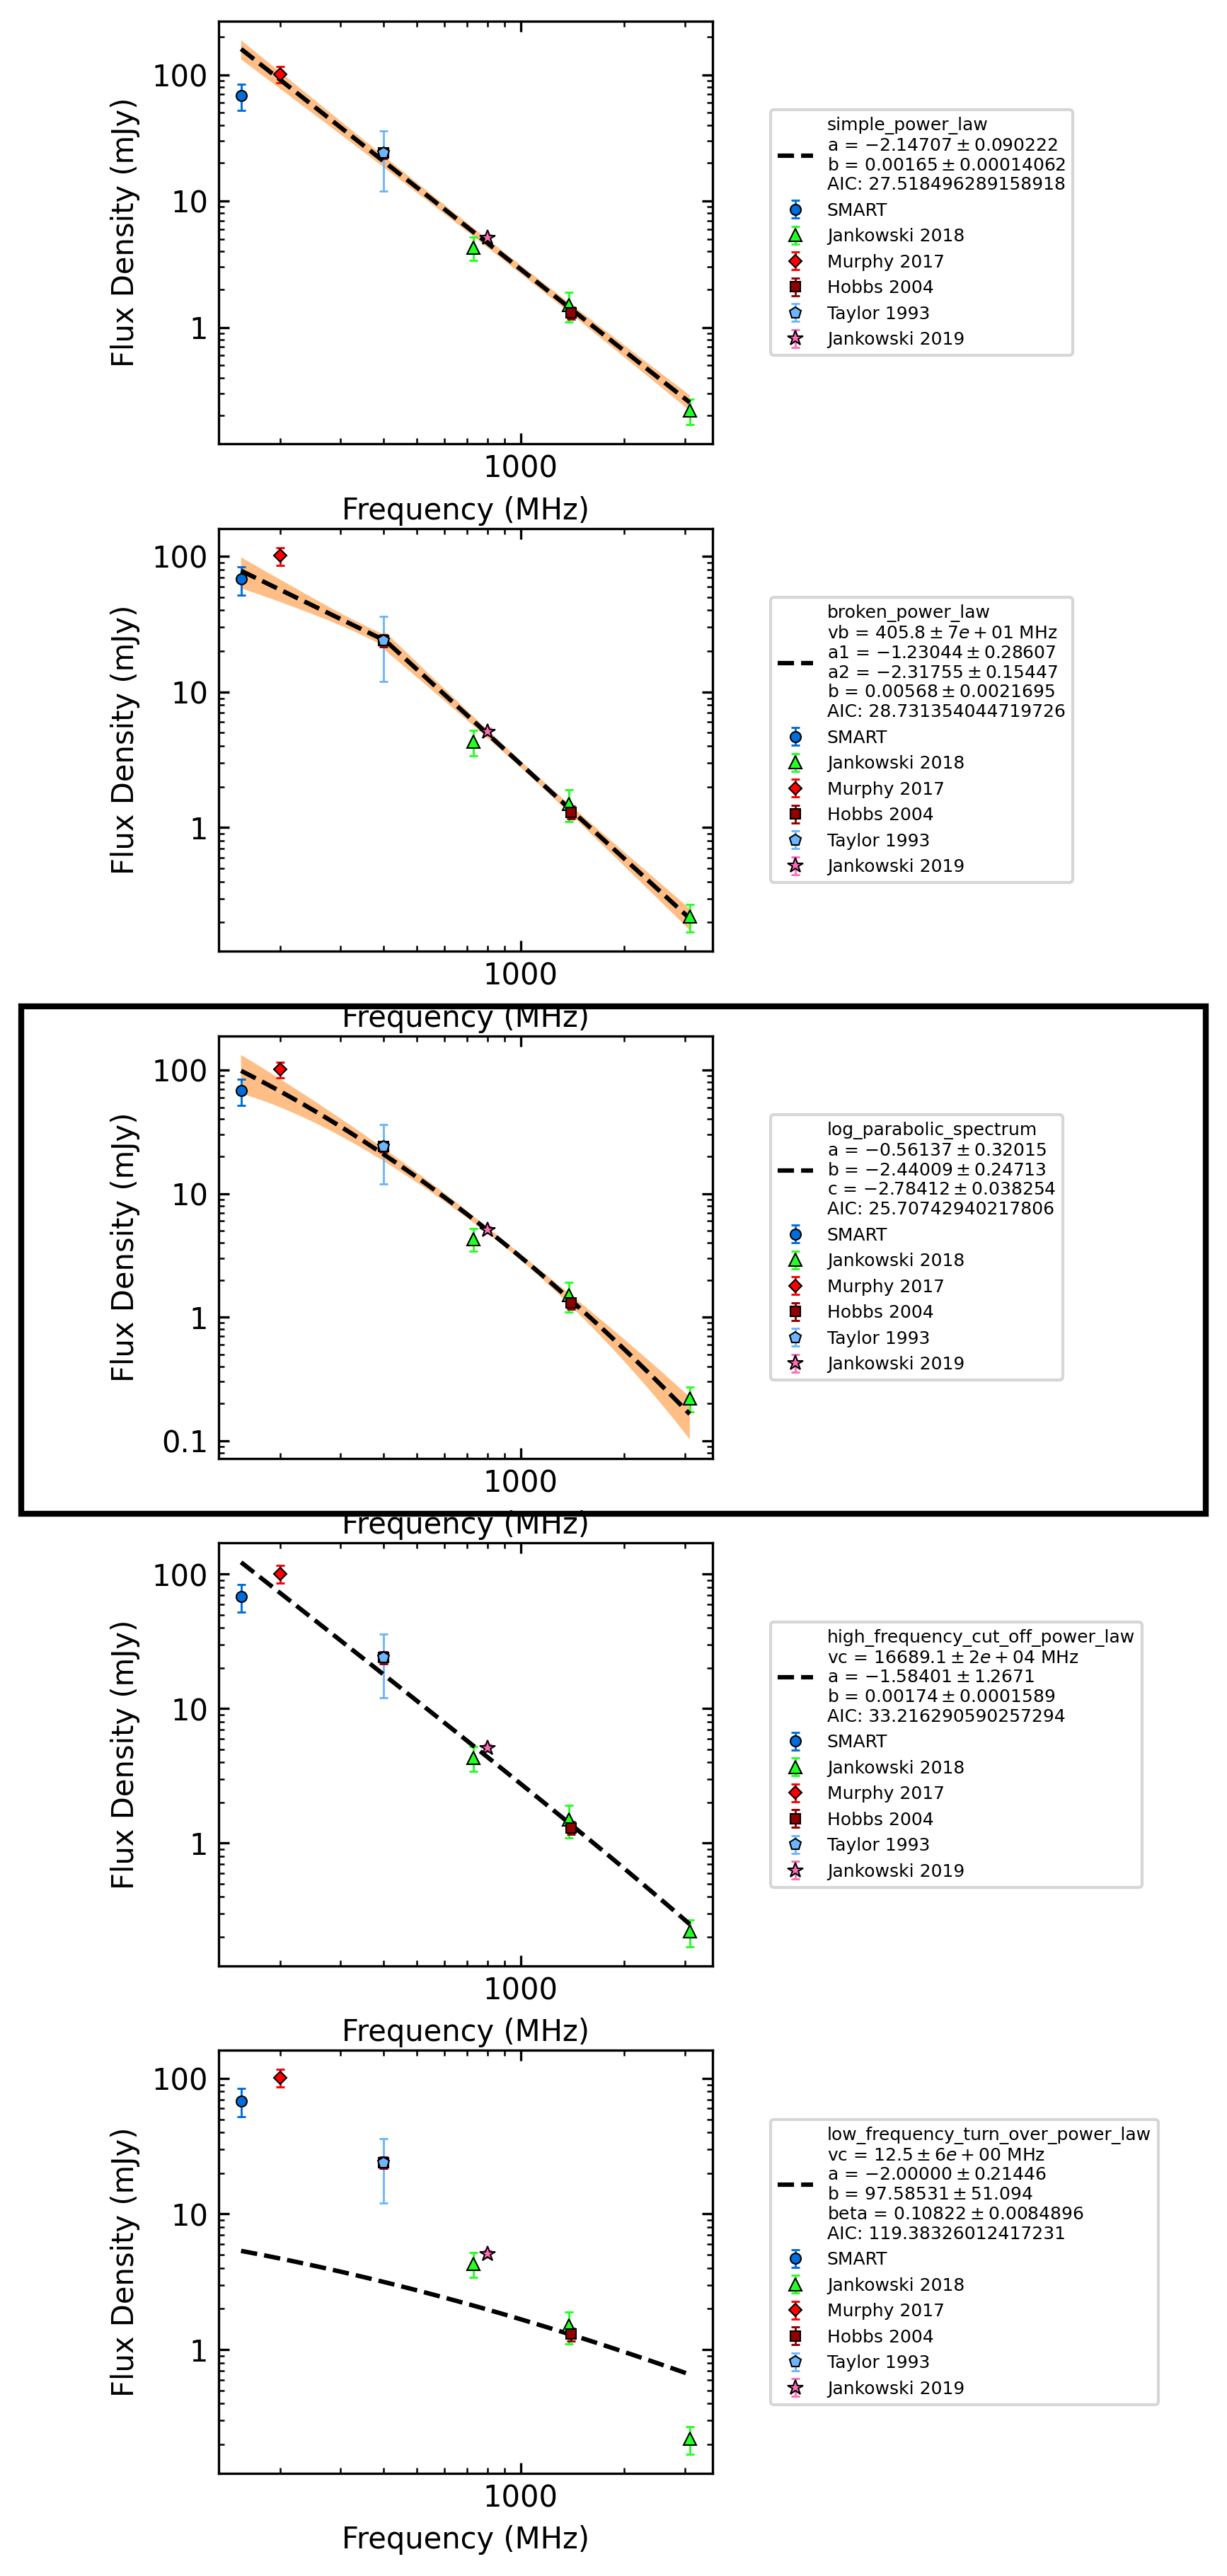 100
10
1
Flux Density (mJy)
1000
Frequency (MHz)
simple_power_law
a = −2.14707 ± 0.090222
b = 0.00165 ± 0.00014062
AIC: 27.518496289158918
SMART
Jankowski 2018
Murphy 2017
Hobbs 2004
Taylor 1993
Jankowski 2019
100
10
1
Flux Density (mJy)
1000
Frequency (MHz)
broken_power_law
vb = 405.8 ± 7e + 01 MHz
a1 = −1.23044 ± 0.28607
a2 = −2.31755 ± 0.15447
b = 0.00568 ± 0.0021695
AIC: 28.731354044719726
SMART
Jankowski 2018
Murphy 2017
Hobbs 2004
Taylor 1993
Jankowski 2019
100
10
1
0.1
Flux Density (mJy)
1000
Frequency (MHz)
log_parabolic_spectrum
a = −0.56137 ± 0.32015
b = −2.44009 ± 0.24713
c = −2.78412 ± 0.038254
AIC: 25.70742940217806
SMART
Jankowski 2018
Murphy 2017
Hobbs 2004
Taylor 1993
Jankowski 2019
100
10
1
Flux Density (mJy)
1000
Frequency (MHz)
high_frequency_cut_off_power_law
vc = 16689.1 ± 2e + 04 MHz
a = −1.58401 ± 1.2671
b = 0.00174 ± 0.0001589
AIC: 33.216290590257294
SMART
Jankowski 2018
Murphy 2017
Hobbs 2004
Taylor 1993
Jankowski 2019
100
10
1
Flux Density (mJy)
1000
Frequency (MHz)
low_frequency_turn_over_power_law
vc = 12.5 ± 6e + 00 MHz
a = −2.00000 ± 0.21446
b = 97.58531 ± 51.094
beta = 0.10822 ± 0.0084896
AIC: 119.38326012417231
SMART
Jankowski 2018
Murphy 2017
Hobbs 2004
Taylor 1993
Jankowski 2019